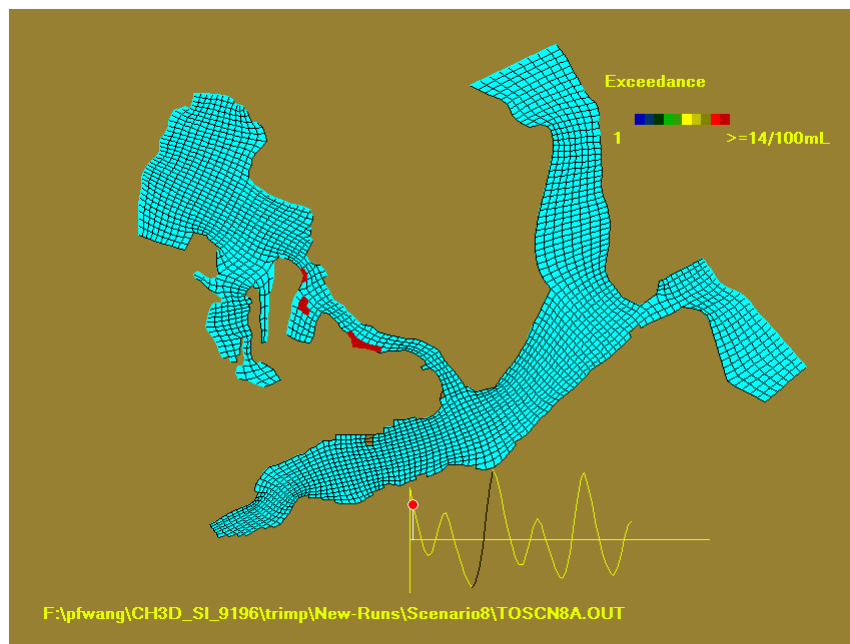 Exceedance
1 >=14/100mL
F:\pfwang\CH3D_SI_9196\trimp\New-Runs\Scenario8\TOSCN8A.OUT